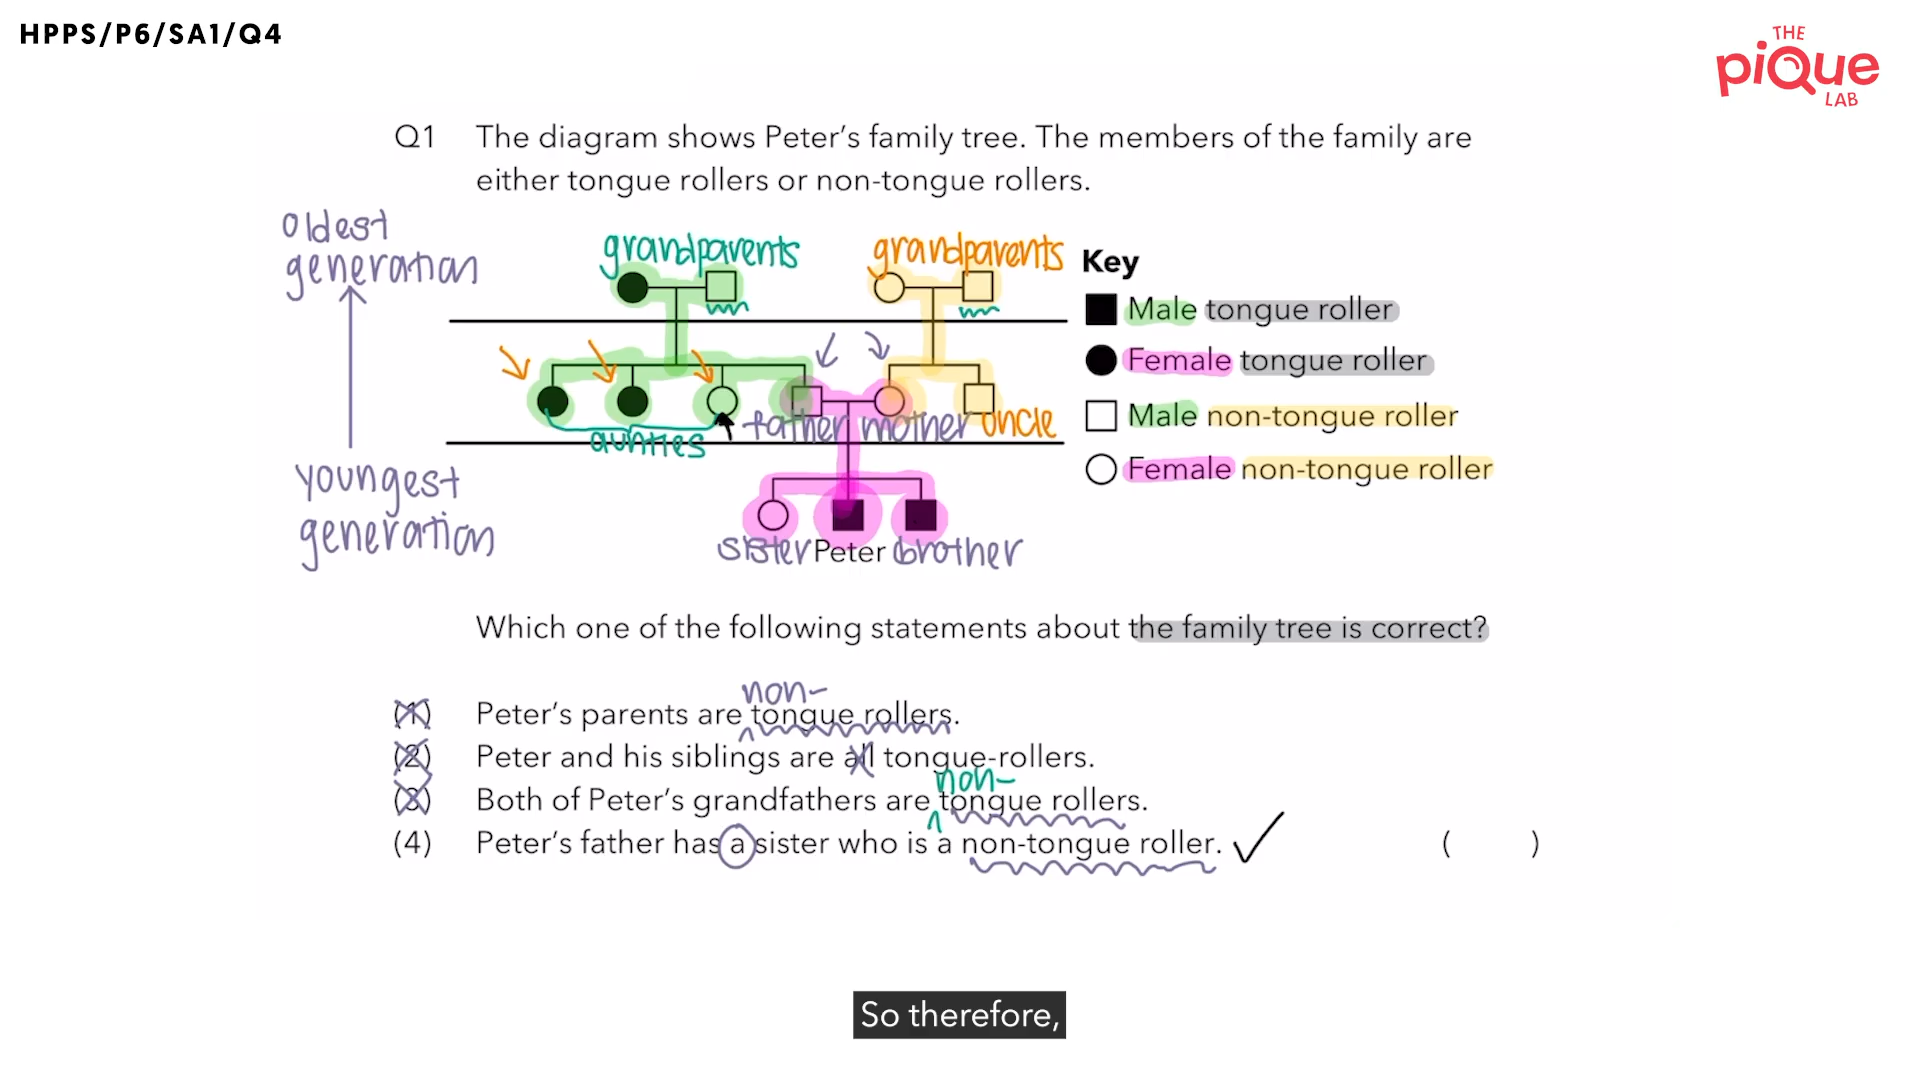 HPPS/P6/SA1/Q4
THE
piQue
LAB
Q1 The diagram shows Peter's family tree. The members of the family are
either tongue rollers or non-tongue rollers.
oldest
generation
grandparents
grandparents
Key
Male tongue roller
Female tongue roller
Male non-tongue roller
Female non-tongue roller
father mother uncle
aunties
youngest
generation
sister Peter brother
Which one of the following statements about the family tree is correct?
non-
(1) Peter's parents are tongue rollers.
(2) Peter and his siblings are all tongue-rollers.
non-
(3) Both of Peter's grandfathers are tongue rollers.
(4) Peter's father has a sister who is a non-tongue roller. ( )
So therefore,